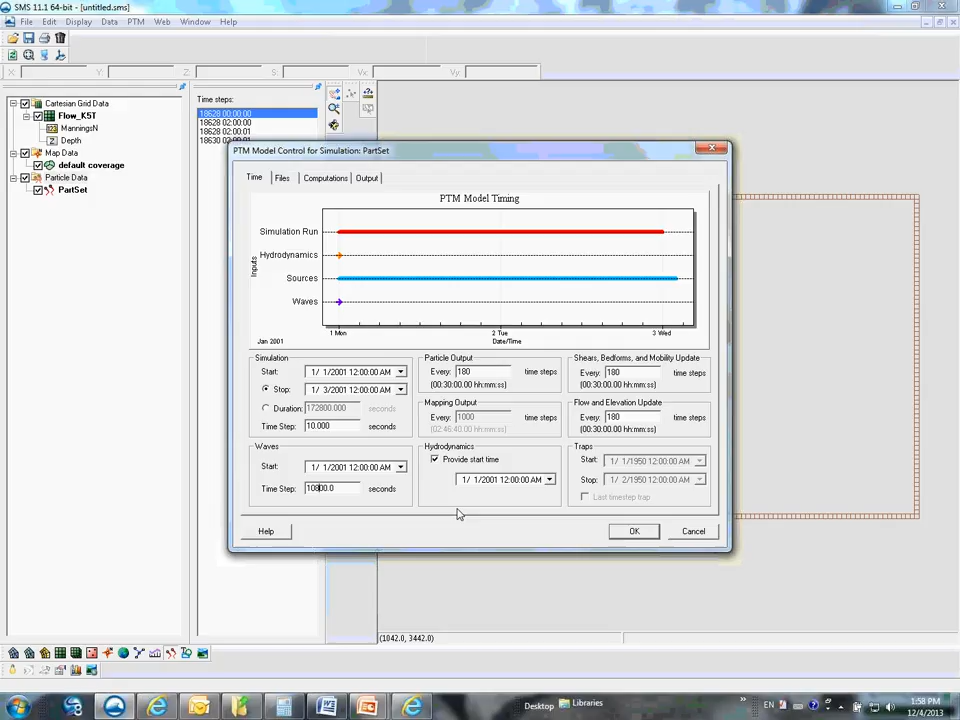 SMS 11.1 64-bit - [untitled.sms]
File Edit Display Data PTM Web Window Help
X: Y: Z: S: Vx: Vy:
Cartesian Grid Data
Flow_K5T
ManningsN
Depth
Map Data
default coverage
Particle Data
PartSet
Time steps:
18628 00:00:00
18628 02:00:00
18628 02:00:01
18630 02:00:01
PTM Model Control for Simulation: PartSet
Time Files Computations Output
PTM Model Timing
Inputs
Simulation Run
Hydrodynamics
Sources
Waves
1 Mon 2 Tue 3 Wed
Jan 2001 Date/Time
Simulation
Start: 1/ 1/2001 12:00:00 AM
Stop: 1/ 3/2001 12:00:00 AM
Duration: 172800.000 seconds
Time Step: 10.000 seconds
Particle Output
Every: 180 time steps
(00:30:00.00 hh:mm:ss)
Mapping Output
Every: 1000 time steps
(02:46:40.00 hh:mm:ss)
Shears, Bedforms, and Mobility Update
Every: 180 time steps
(00:30:00.00 hh:mm:ss)
Flow and Elevation Update
Every: 180 time steps
(00:30:00.00 hh:mm:ss)
Waves
Start: 1/ 1/2001 12:00:00 AM
Time Step: 10800.0 seconds
Hydrodynamics
Provide start time
1/ 1/2001 12:00:00 AM
Traps
Start: 1/ 1/1950 12:00:00 AM
Stop: 1/ 2/1950 12:00:00 AM
Last timestep trap
Help OK Cancel
(1042.0, 3442.0)
Desktop Libraries EN 1:58 PM
12/4/2013